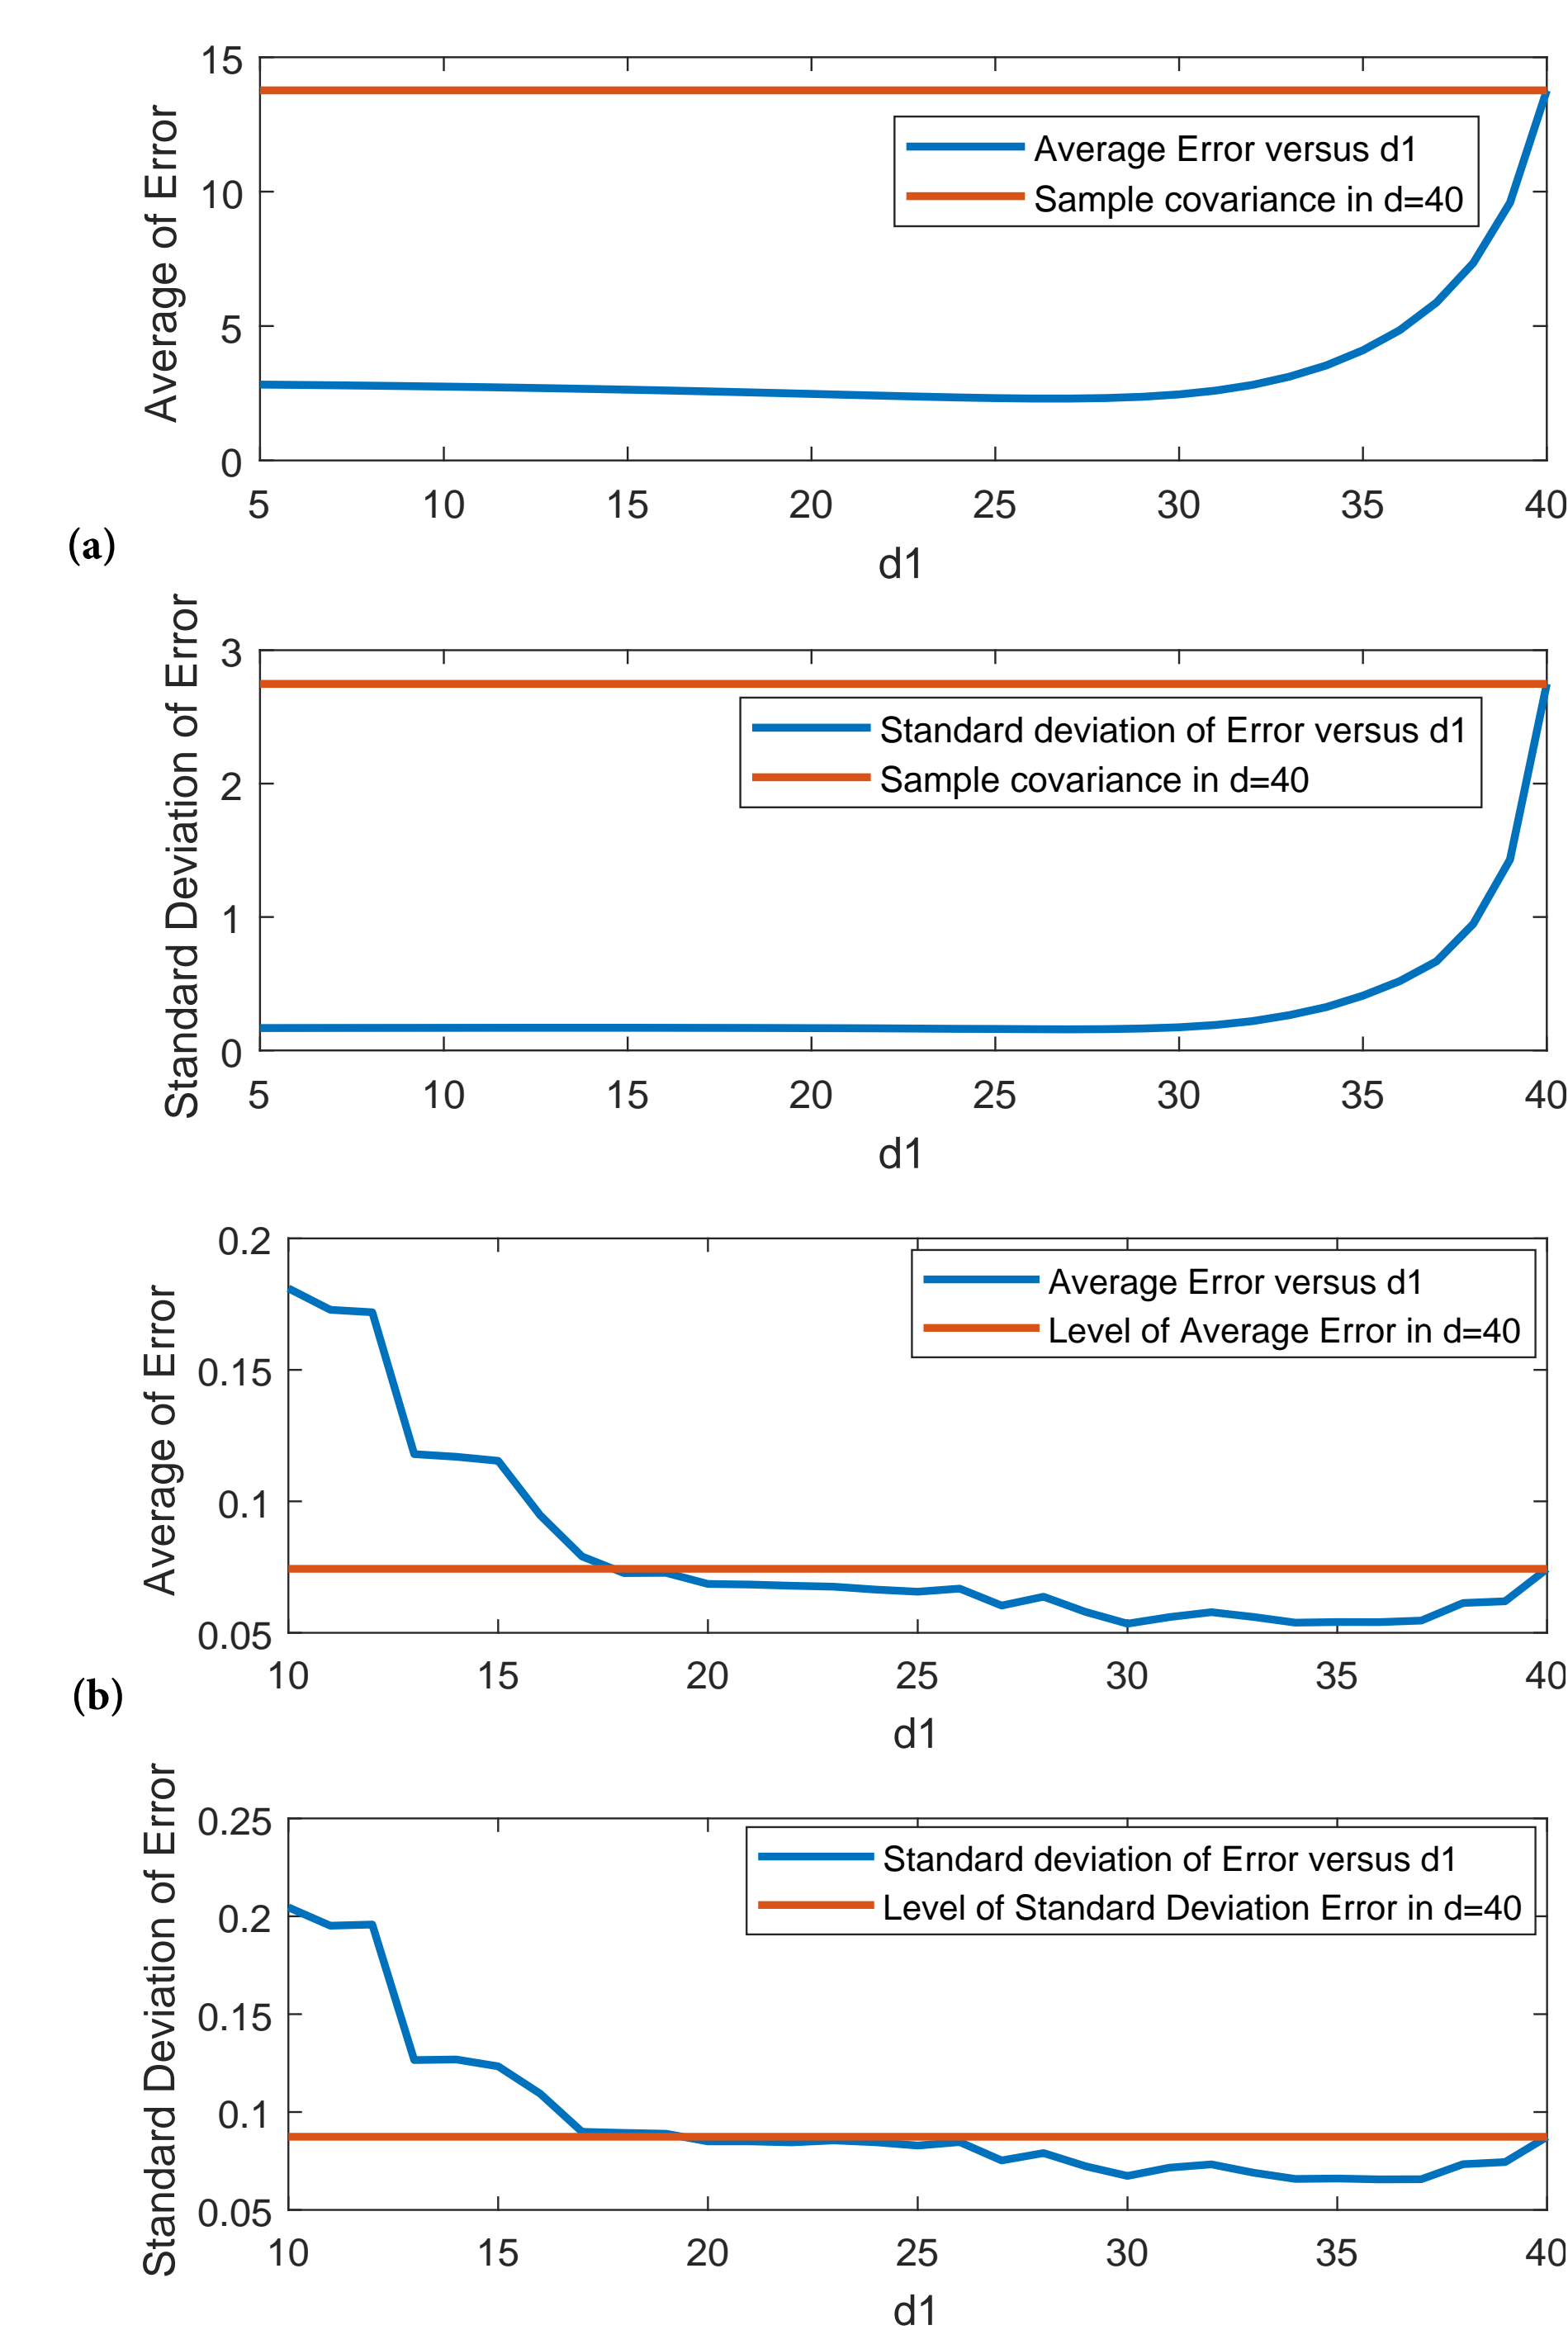 15
10
5
0
Average of Error
Average Error versus d1
Sample covariance in d=40
5 10 15 20 25 30 35 40
d1
(a)
3
2
1
0
Standard Deviation of Error
Standard deviation of Error versus d1
Sample covariance in d=40
5 10 15 20 25 30 35 40
d1
0.2
0.15
0.1
0.05
Average of Error
Average Error versus d1
Level of Average Error in d=40
10 15 20 25 30 35 40
d1
(b)
0.25
0.2
0.15
0.1
0.05
Standard Deviation of Error
Standard deviation of Error versus d1
Level of Standard Deviation Error in d=40
10 15 20 25 30 35 40
d1